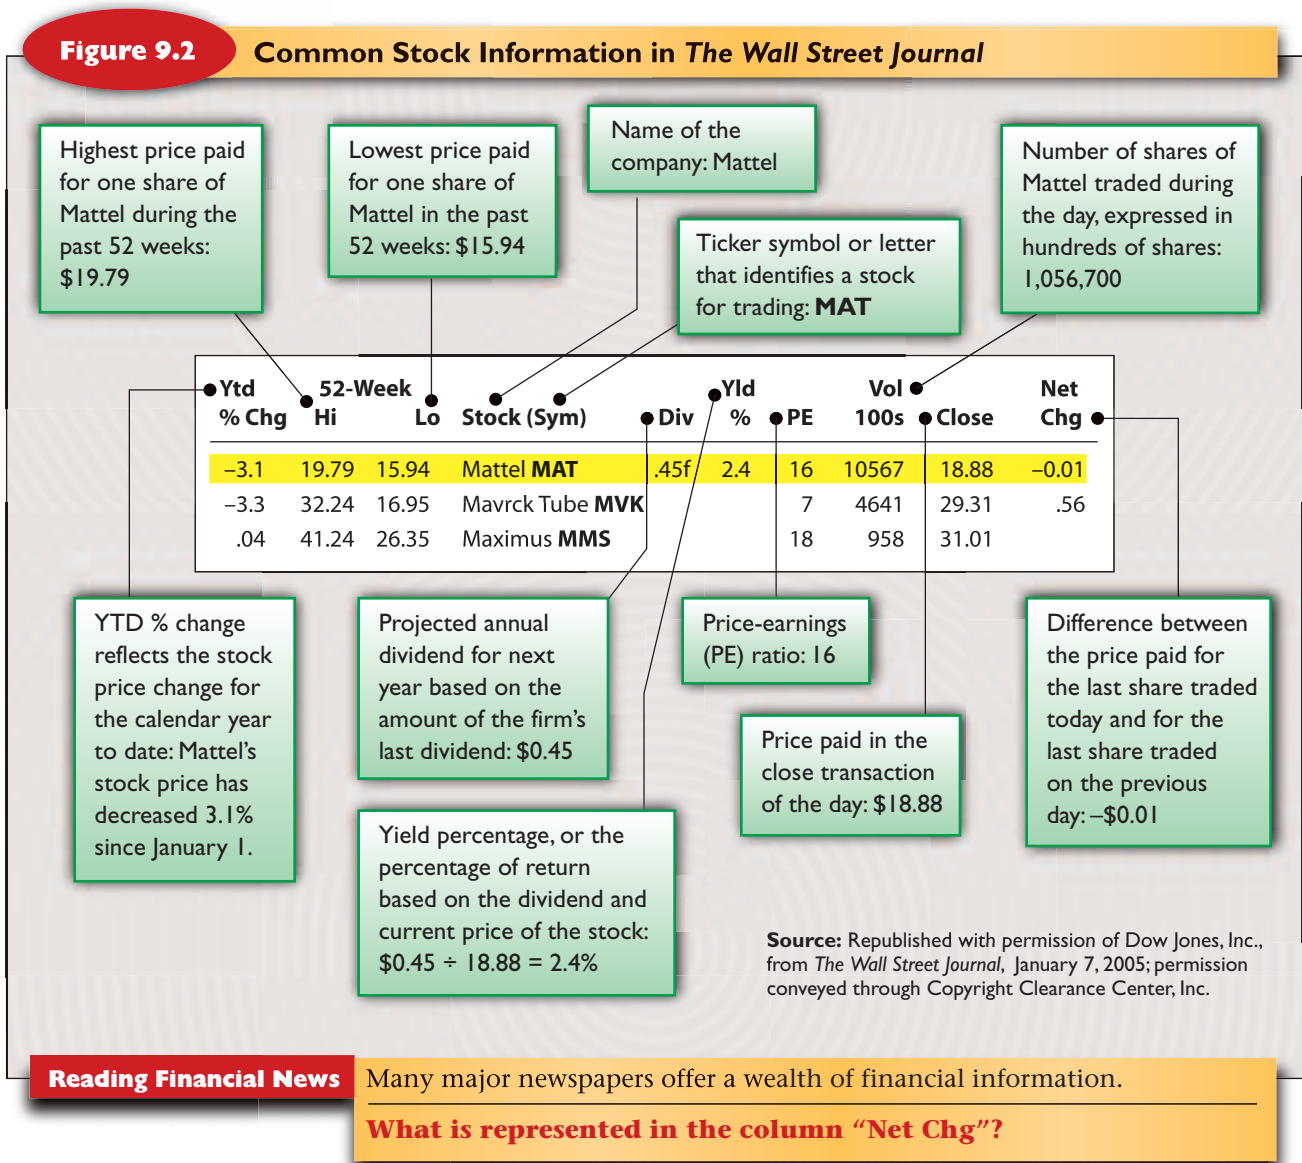 Figure 9.2
Common Stock Information in The Wall Street Journal
Highest price paid
for one share of
Mattel during the
past 52 weeks:
$19.79
Lowest price paid
for one share of
Mattel in the past
52 weeks: $15.94
Name of the
company: Mattel
Ticker symbol or letter
that identifies a stock
for trading: MAT
Number of shares of
Mattel traded during
the day, expressed in
hundreds of shares:
1,056,700
Ytd 52-Week Yld Vol Net
% Chg Hi Lo Stock (Sym) Div % PE 100s Close Chg
–3.1 19.79 15.94 Mattel MAT .45f 2.4 16 10567 18.88 –0.01
–3.3 32.24 16.95 Mavrck Tube MVK 7 4641 29.31 .56
.04 41.24 26.35 Maximus MMS 18 958 31.01
YTD % change
reflects the stock
price change for
the calendar year
to date: Mattel's
stock price has
decreased 3.1%
since January 1.
Projected annual
dividend for next
year based on the
amount of the firm's
last dividend: $0.45
Yield percentage, or the
percentage of return
based on the dividend and
current price of the stock:
$0.45 ÷ 18.88 = 2.4%
Price-earnings
(PE) ratio: 16
Price paid in the
close transaction
of the day: $18.88
Difference between
the price paid for
the last share traded
today and for the
last share traded
on the previous
day: –$0.01
Source: Republished with permission of Dow Jones, Inc.,
from The Wall Street Journal, January 7, 2005; permission
conveyed through Copyright Clearance Center, Inc.
Reading Financial News
Many major newspapers offer a wealth of financial information.
What is represented in the column “Net Chg”?